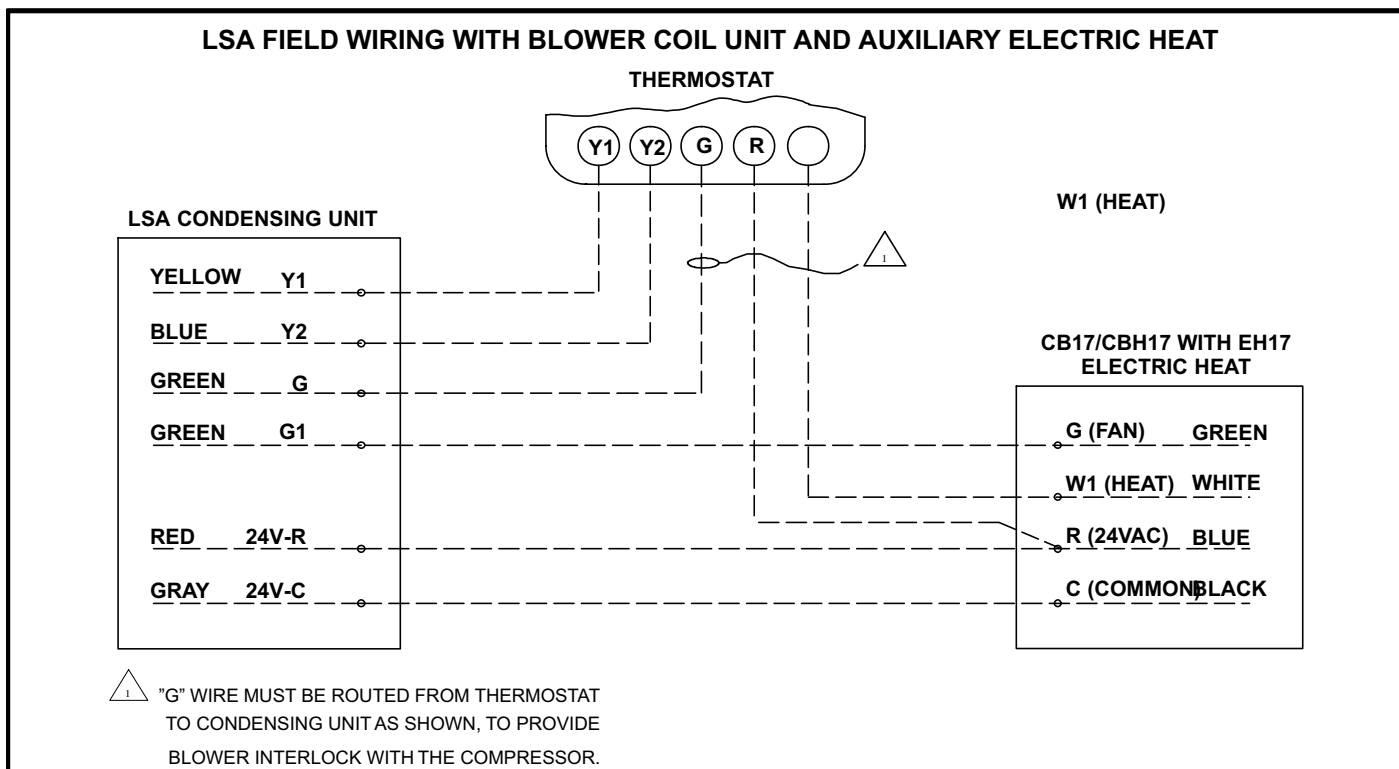 LSA FIELD WIRING WITH BLOWER COIL UNIT AND AUXILIARY ELECTRIC HEAT
THERMOSTAT
Y1 Y2 G R
W1 (HEAT)
LSA CONDENSING UNIT
1
YELLOW Y1
BLUE Y2
GREEN G
GREEN G1
RED 24V-R
GRAY 24V-C
CB17/CBH17 WITH EH17
ELECTRIC HEAT
G (FAN) GREEN
W1 (HEAT) WHITE
R (24VAC) BLUE
C (COMMON) BLACK
1 ”G” WIRE MUST BE ROUTED FROM THERMOSTAT
TO CONDENSING UNIT AS SHOWN, TO PROVIDE
BLOWER INTERLOCK WITH THE COMPRESSOR.